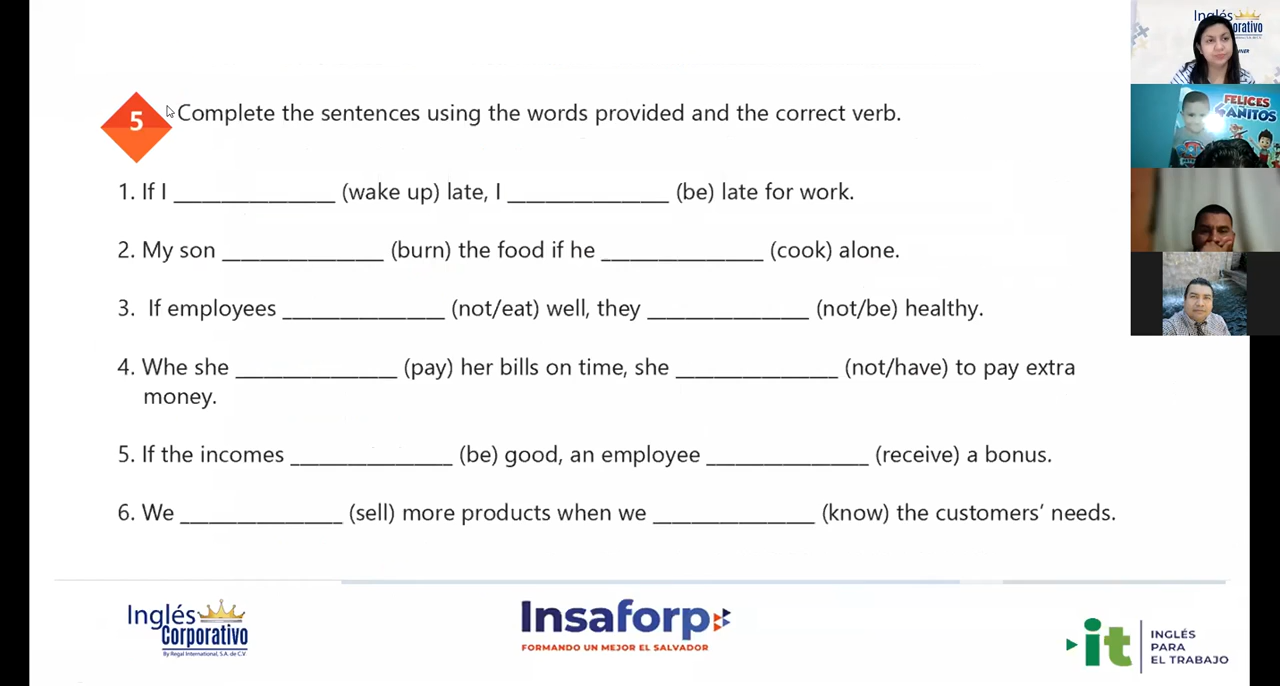 5
Complete the sentences using the words provided and the correct verb.
1. If I ______________ (wake up) late, I ______________ (be) late for work.
2. My son ______________ (burn) the food if he ______________ (cook) alone.
3. If employees ______________ (not/eat) well, they ______________ (not/be) healthy.
4. Whe she ______________ (pay) her bills on time, she ______________ (not/have) to pay extra
money.
5. If the incomes ______________ (be) good, an employee ______________ (receive) a bonus.
6. We ______________ (sell) more products when we ______________ (know) the customers’ needs.
Inglés
Corporativo
By Regal International, S.A. de C.V
Insaforp
FORMANDO UN MEJOR EL SALVADOR
it
INGLÉS
PARA
EL TRABAJO
FELICES
AÑITOS